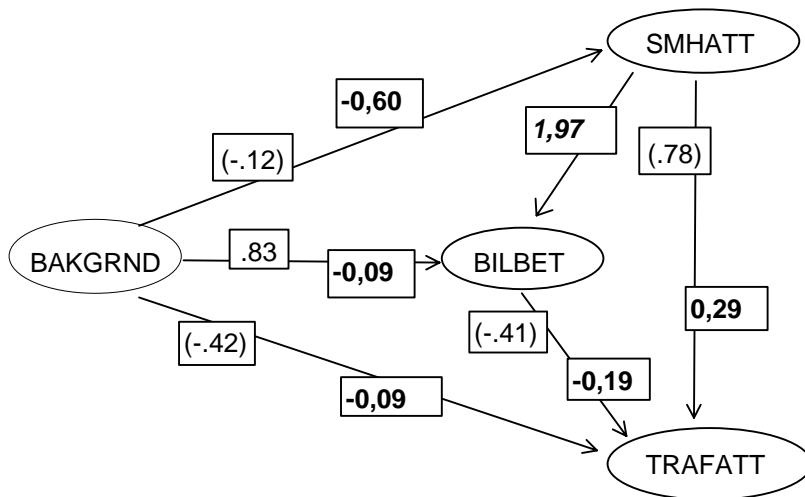 SMHATT
-0,60
1,97
(-.12)
(.78)
.83
BAKGRND
-0,09
BILBET
0,29
(-.41)
(-.42)
-0,19
-0,09
TRAFATT